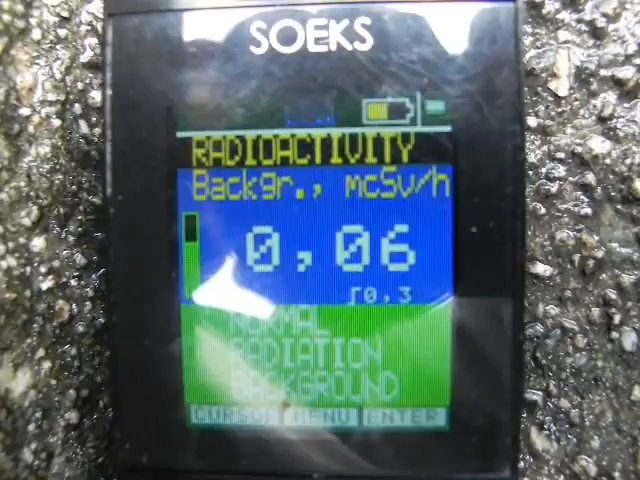 SOEKS
RADIOACTIVITY
Backgr., mcSv/h
0,06
0,3
NORMAL
RADIATION
BACKGROUND
CURSOR MENU ENTER